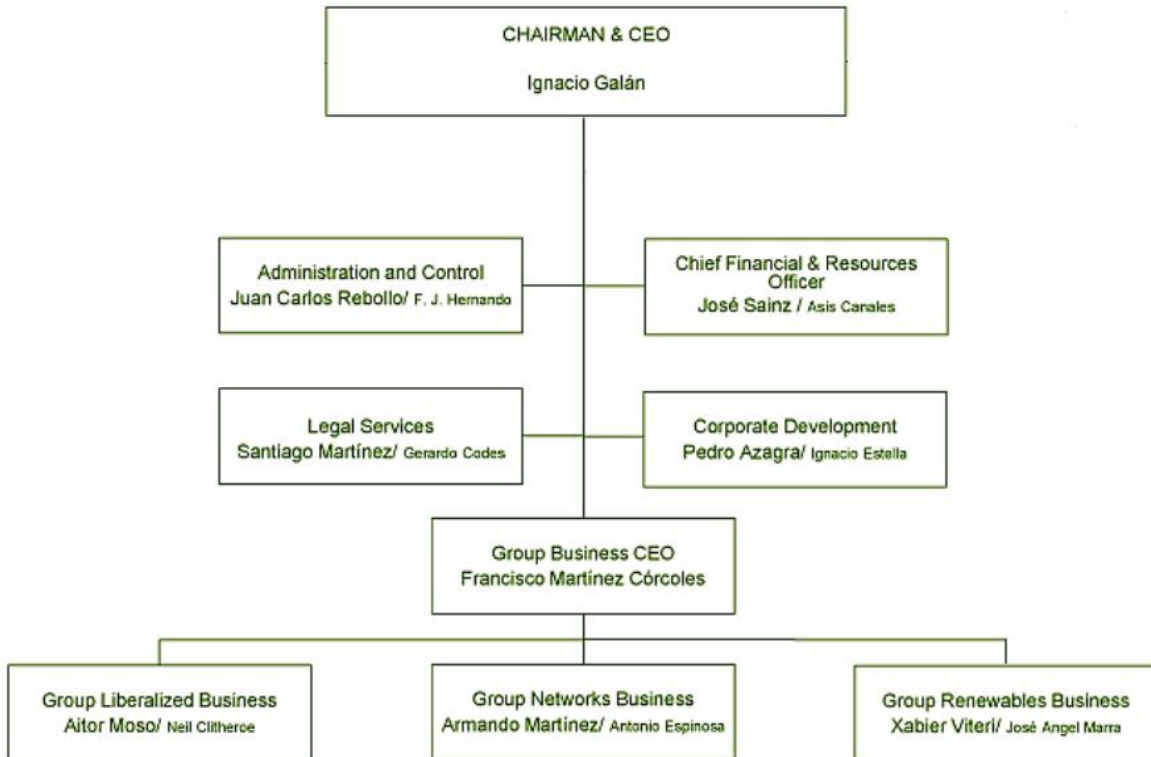 CHAIRMAN & CEO
Ignacio Galán
Administration and Control
Juan Carlos Rebollo/ F. J. Hernando
Chief Financial & Resources
Officer
José Sainz / Asis Canales
Legal Services
Santiago Martínez/ Gerardo Codes
Corporate Development
Pedro Azagra/ Ignacio Estella
Group Business CEO
Francisco Martínez Córcoles
Group Liberalized Business
Aitor Moso/ Neil Clitheroe
Group Networks Business
Armando Martínez/ Antonio Espinosa
Group Renewables Business
Xabier Viteri/ José Angel Marra